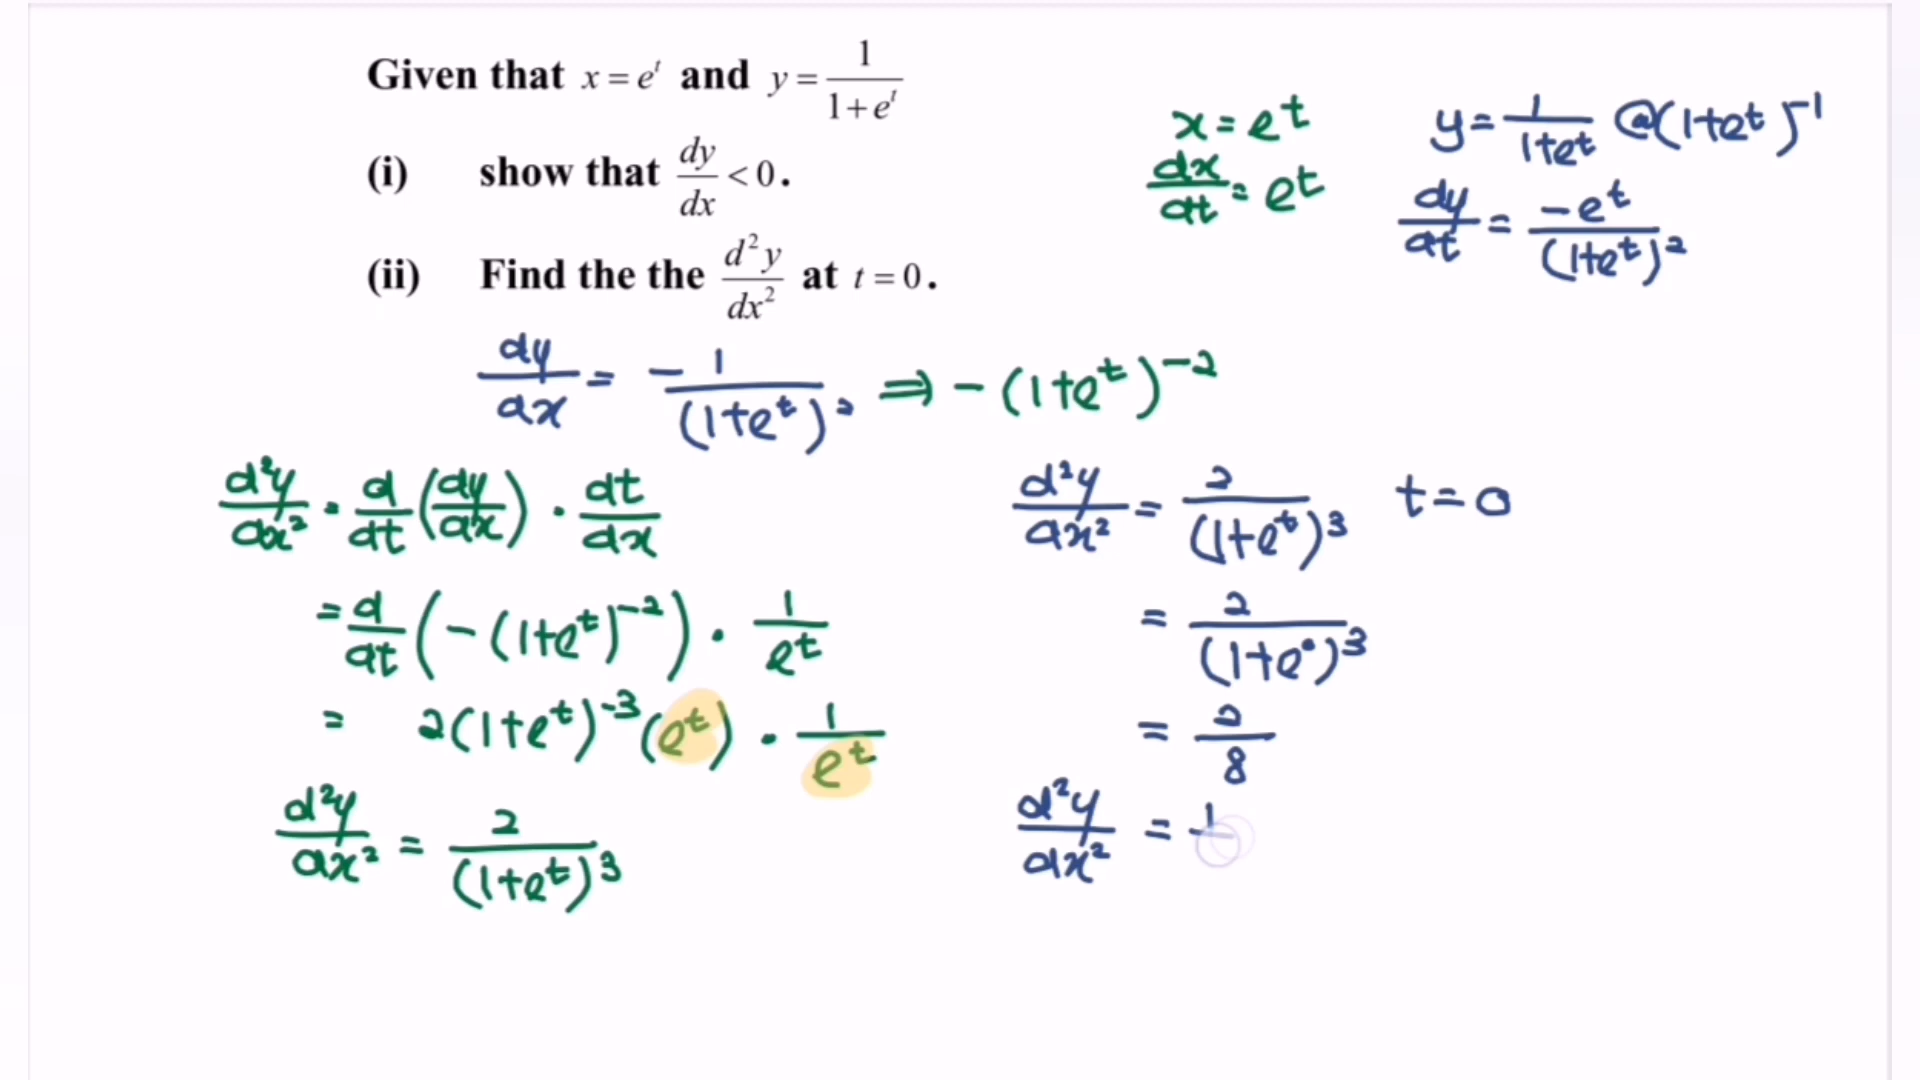 Given that x = e^t and y = 1/(1+e^t)
(i) show that dy/dx < 0.
(ii) Find the the d²y/dx² at t = 0.
x = e^t
dx/dt = e^t
y = 1/(1+e^t) @ (1+e^t)^-1
dy/dt = -e^t/(1+e^t)²
dy/dx = -1/(1+e^t)² ⇒ -(1+e^t)^-2
d²y/dx² = d/dt (dy/dx) · dt/dx
= d/dt (-(1+e^t)^-2) · 1/e^t
= 2(1+e^t)^-3 (e^t) · 1/e^t
d²y/dx² = 2/(1+e^t)³
d²y/dx² = 2/(1+e^t)³ t = 0
= 2/(1+e^0)³
= 2/8
d²y/dx² = 1